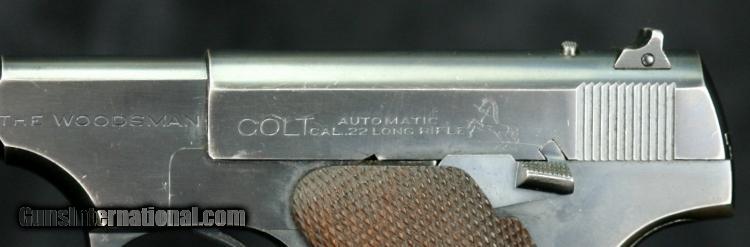 THE WOODSMAN
COLT AUTOMATIC
CAL. .22 LONG RIFLE
GunsInternational.com